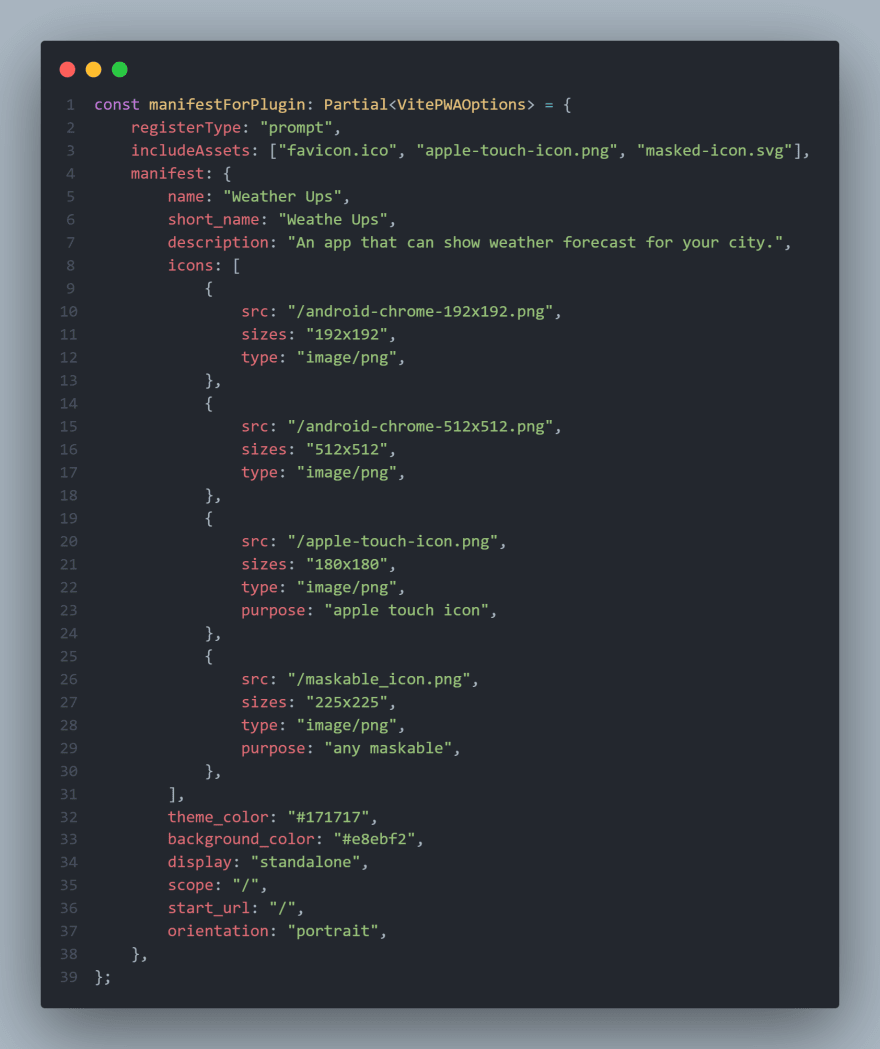 1 const manifestForPlugin: Partial<VitePWAOptions> = {
2     registerType: "prompt",
3     includeAssets: ["favicon.ico", "apple-touch-icon.png", "masked-icon.svg"],
4     manifest: {
5         name: "Weather Ups",
6         short_name: "Weathe Ups",
7         description: "An app that can show weather forecast for your city.",
8         icons: [
9             {
10                 src: "/android-chrome-192x192.png",
11                 sizes: "192x192",
12                 type: "image/png",
13             },
14             {
15                 src: "/android-chrome-512x512.png",
16                 sizes: "512x512",
17                 type: "image/png",
18             },
19             {
20                 src: "/apple-touch-icon.png",
21                 sizes: "180x180",
22                 type: "image/png",
23                 purpose: "apple touch icon",
24             },
25             {
26                 src: "/maskable_icon.png",
27                 sizes: "225x225",
28                 type: "image/png",
29                 purpose: "any maskable",
30             },
31         ],
32         theme_color: "#171717",
33         background_color: "#e8ebf2",
34         display: "standalone",
35         scope: "/",
36         start_url: "/",
37         orientation: "portrait",
38     },
39 };